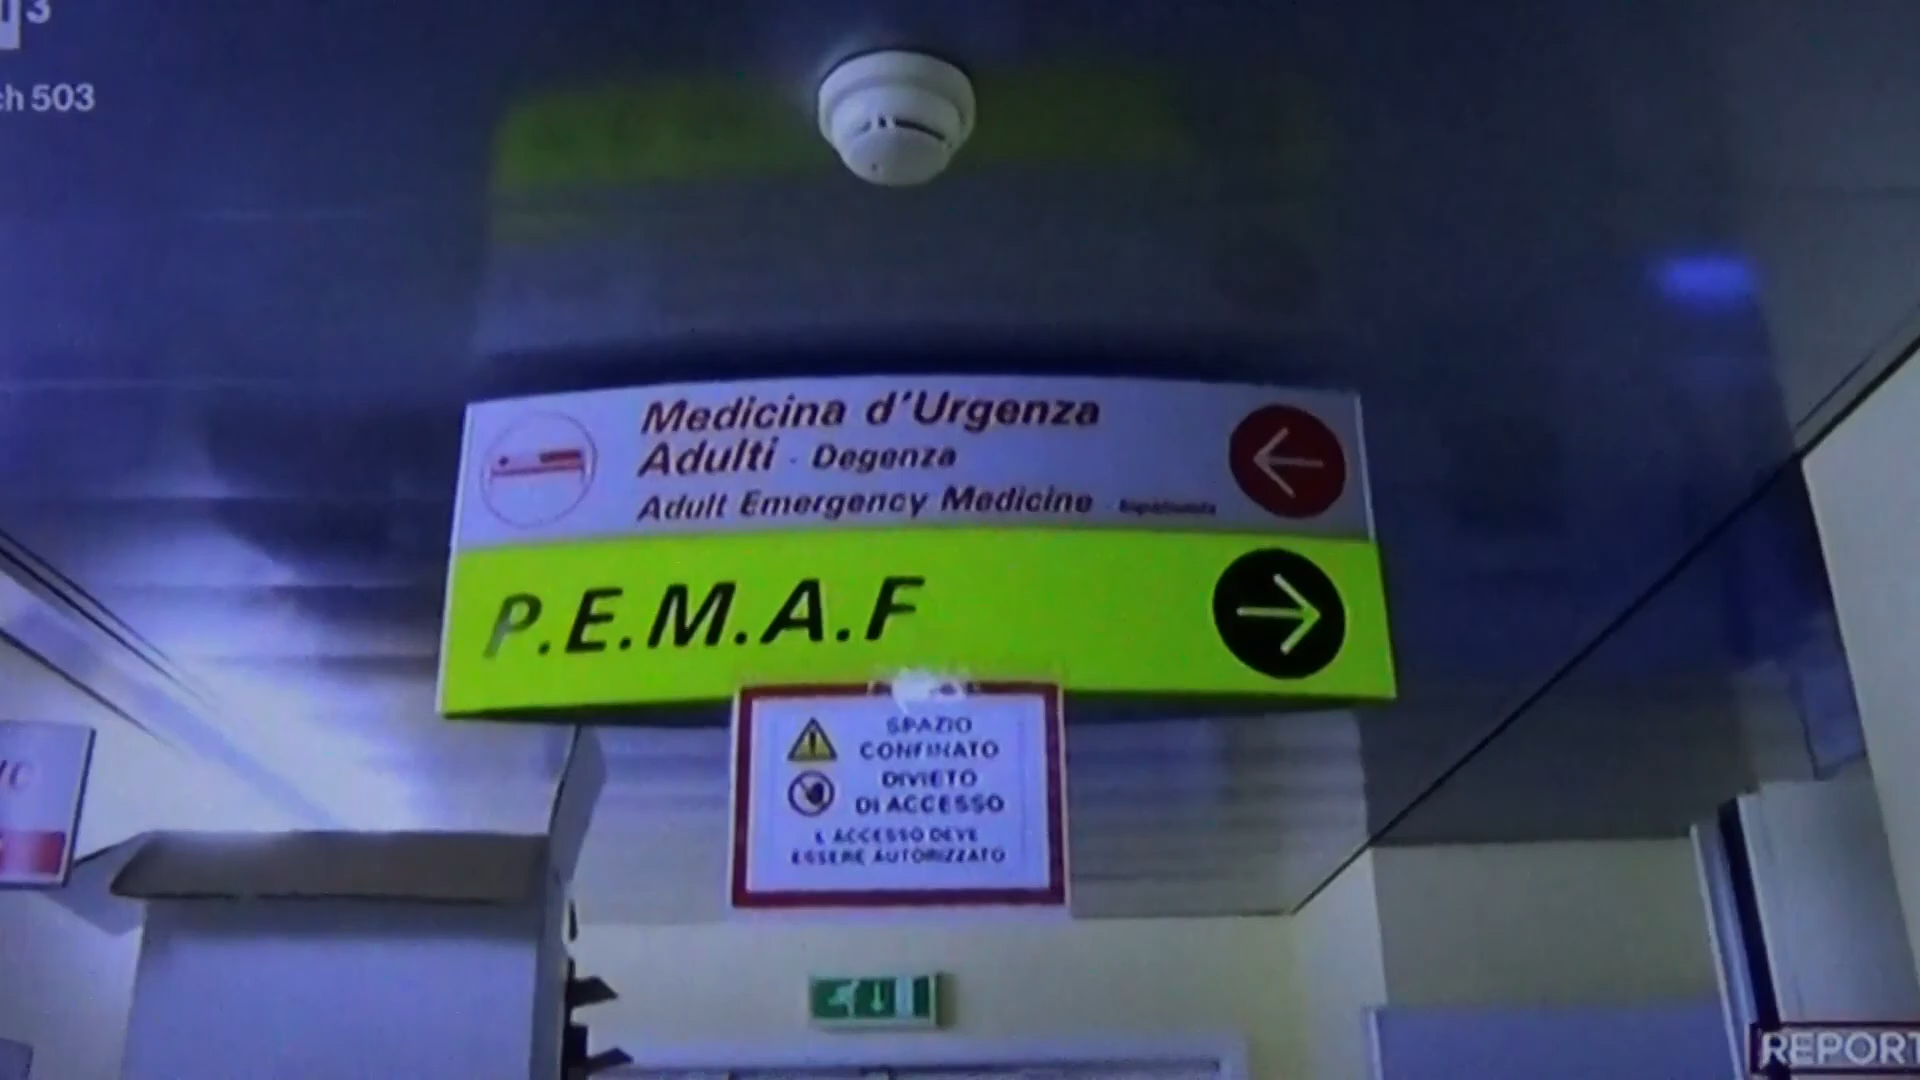 3
ch 503
Medicina d'Urgenza
Adulti - Degenza
Adult Emergency Medicine -
P.E.M.A.F
SPAZIO
CONFINATO
DIVIETO
DI ACCESSO
L ACCESSO DEVE
ESSERE AUTORIZZATO
REPORT